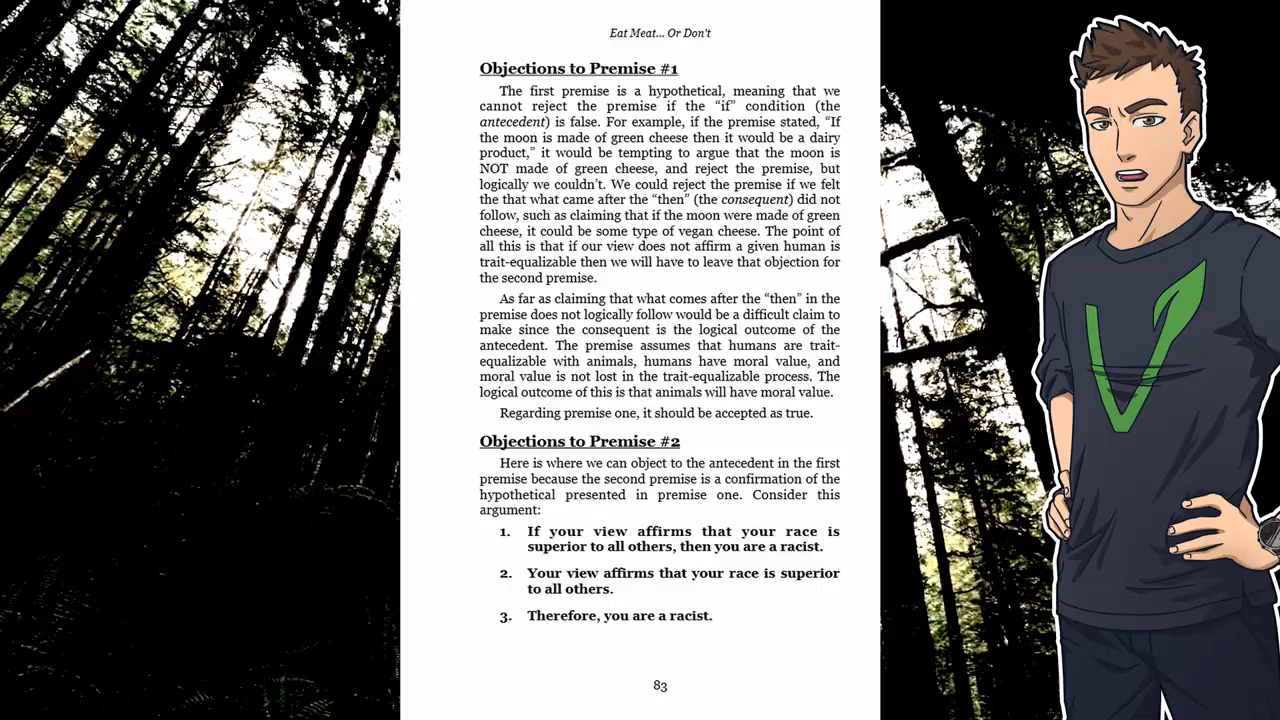 Eat Meat... Or Don't
Objections to Premise #1
The first premise is a hypothetical, meaning that we
cannot reject the premise if the “if” condition (the
antecedent) is false. For example, if the premise stated, “If
the moon is made of green cheese then it would be a dairy
product,” it would be tempting to argue that the moon is
NOT made of green cheese, and reject the premise, but
logically we couldn't. We could reject the premise if we felt
the that what came after the “then” (the consequent) did not
follow, such as claiming that if the moon were made of green
cheese, it could be some type of vegan cheese. The point of
all this is that if our view does not affirm a given human is
trait-equalizable then we will have to leave that objection for
the second premise.
As far as claiming that what comes after the “then” in the
premise does not logically follow would be a difficult claim to
make since the consequent is the logical outcome of the
antecedent. The premise assumes that humans are trait-
equalizable with animals, humans have moral value, and
moral value is not lost in the trait-equalizable process. The
logical outcome of this is that animals will have moral value.
Regarding premise one, it should be accepted as true.
Objections to Premise #2
Here is where we can object to the antecedent in the first
premise because the second premise is a confirmation of the
hypothetical presented in premise one. Consider this
argument:
1. If your view affirms that your race is
superior to all others, then you are a racist.
2. Your view affirms that your race is superior
to all others.
3. Therefore, you are a racist.
83